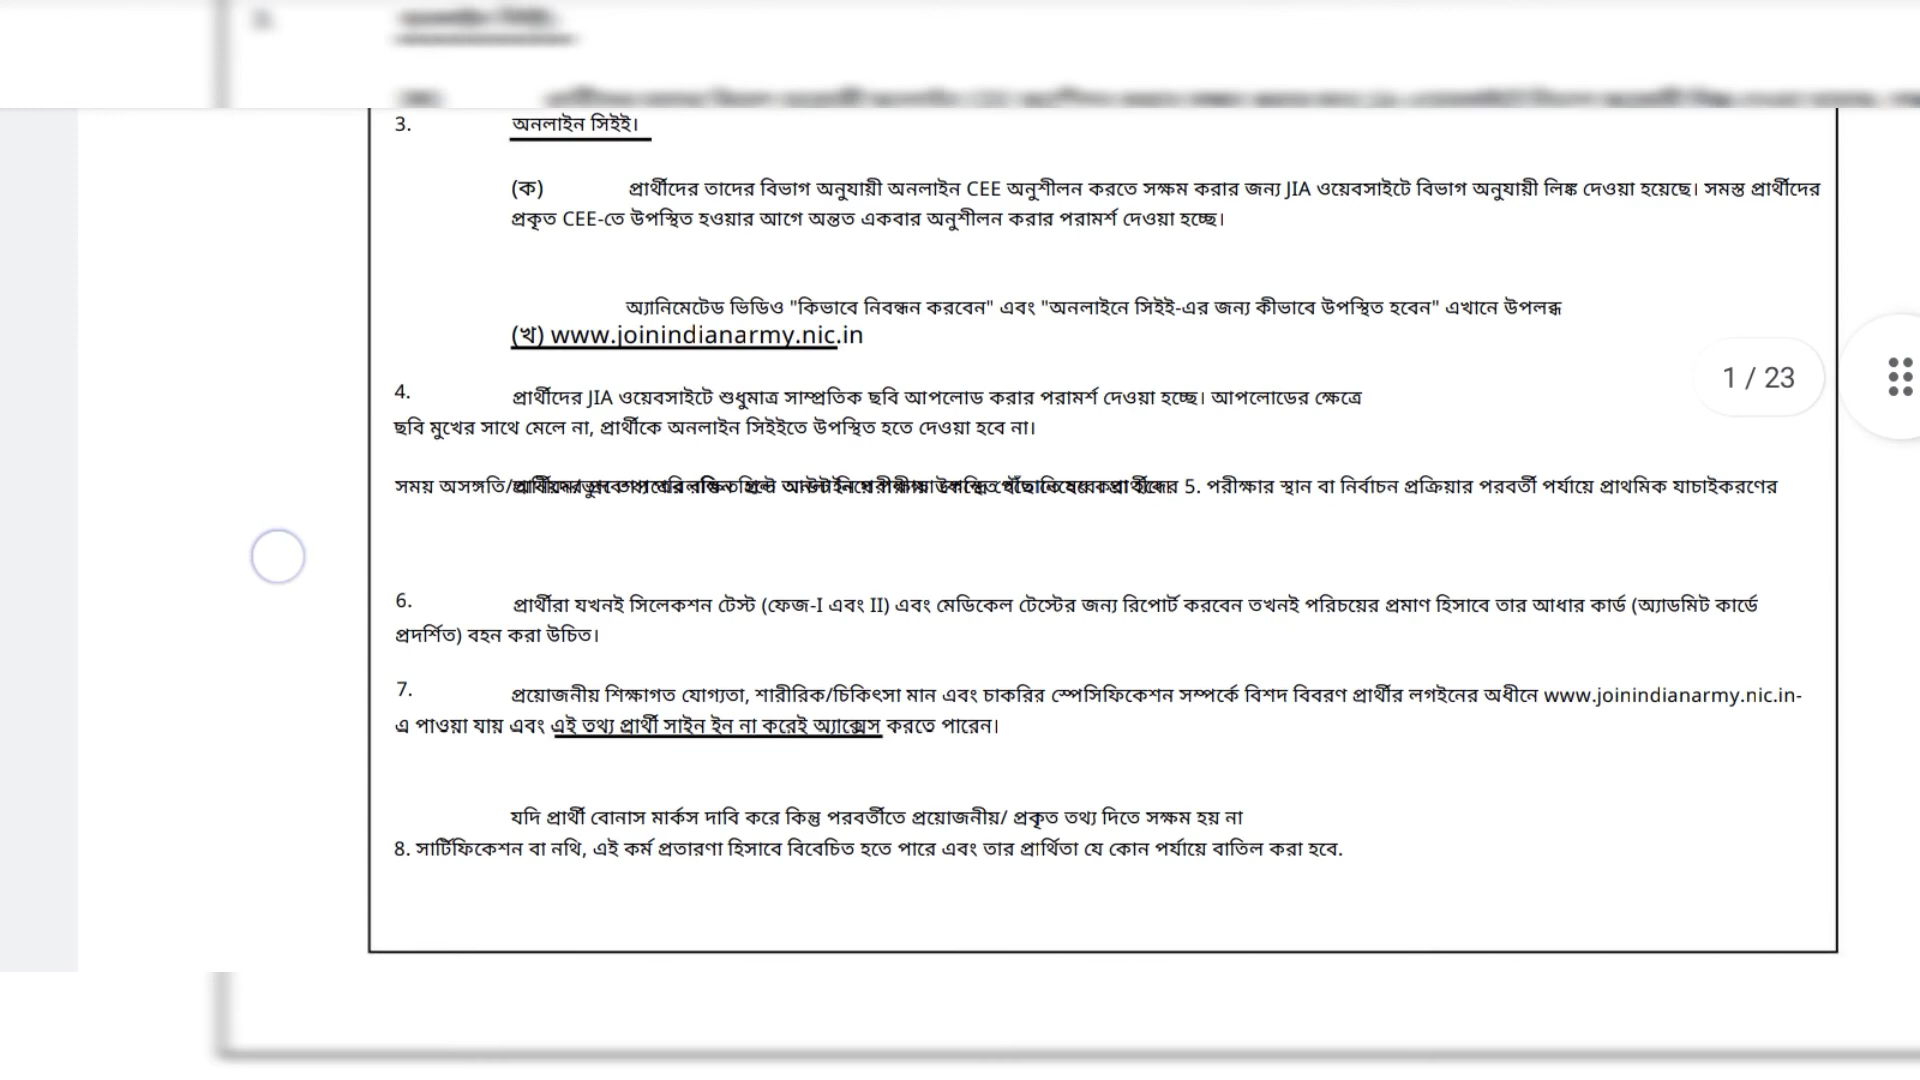 3. অনলাইন সিইই।
(ক) প্রার্থীদের তাদের বিভাগ অনুযায়ী অনলাইন CEE অনুশীলন করতে সক্ষম করার জন্য JIA ওয়েবসাইটে বিভাগ অনুযায়ী লিঙ্ক দেওয়া হয়েছে। সমস্ত প্রার্থীদের
প্রকৃত CEE-তে উপস্থিত হওয়ার আগে অন্তত একবার অনুশীলন করার পরামর্শ দেওয়া হচ্ছে।
অ্যানিমেটেড ভিডিও "কিভাবে নিবন্ধন করবেন" এবং "অনলাইনে সিইই-এর জন্য কীভাবে উপস্থিত হবেন" এখানে উপলব্ধ
(খ) www.joinindianarmy.nic.in
1 / 23
4. প্রার্থীদের JIA ওয়েবসাইটে শুধুমাত্র সাম্প্রতিক ছবি আপলোড করার পরামর্শ দেওয়া হচ্ছে। আপলোডের ক্ষেত্রে
ছবি মুখের সাথে মেলে না, প্রার্থীকে অনলাইন সিইইতে উপস্থিত হতে দেওয়া হবে না।
সময় অসঙ্গতি/ 5. পরীক্ষার স্থান বা নির্বাচন প্রক্রিয়ার পরবর্তী পর্যায়ে প্রাথমিক যাচাইকরণের
6. প্রার্থীরা যখনই সিলেকশন টেস্ট (ফেজ-I এবং II) এবং মেডিকেল টেস্টের জন্য রিপোর্ট করবেন তখনই পরিচয়ের প্রমাণ হিসাবে তার আধার কার্ড (অ্যাডমিট কার্ডে
প্রদর্শিত) বহন করা উচিত।
7. প্রয়োজনীয় শিক্ষাগত যোগ্যতা, শারীরিক/চিকিৎসা মান এবং চাকরির স্পেসিফিকেশন সম্পর্কে বিশদ বিবরণ প্রার্থীর লগইনের অধীনে www.joinindianarmy.nic.in-
এ পাওয়া যায় এবং এই তথ্য প্রার্থী সাইন ইন না করেই অ্যাক্সেস করতে পারেন।
যদি প্রার্থী বোনাস মার্কস দাবি করে কিন্তু পরবর্তীতে প্রয়োজনীয়/ প্রকৃত তথ্য দিতে সক্ষম হয় না
8. সার্টিফিকেশন বা নথি, এই কর্ম প্রতারণা হিসাবে বিবেচিত হতে পারে এবং তার প্রার্থিতা যে কোন পর্যায়ে বাতিল করা হবে.